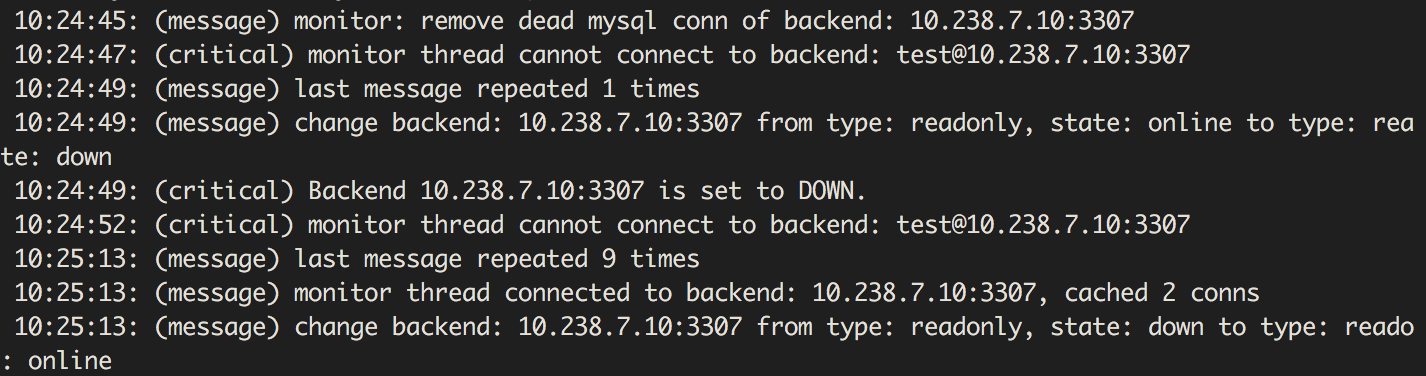 10:24:45: (message) monitor: remove dead mysql conn of backend: 10.238.7.10:3307
10:24:47: (critical) monitor thread cannot connect to backend: test@10.238.7.10:3307
10:24:49: (message) last message repeated 1 times
10:24:49: (message) change backend: 10.238.7.10:3307 from type: readonly, state: online to type: rea
te: down
10:24:49: (critical) Backend 10.238.7.10:3307 is set to DOWN.
10:24:52: (critical) monitor thread cannot connect to backend: test@10.238.7.10:3307
10:25:13: (message) last message repeated 9 times
10:25:13: (message) monitor thread connected to backend: 10.238.7.10:3307, cached 2 conns
10:25:13: (message) change backend: 10.238.7.10:3307 from type: readonly, state: down to type: reado
: online